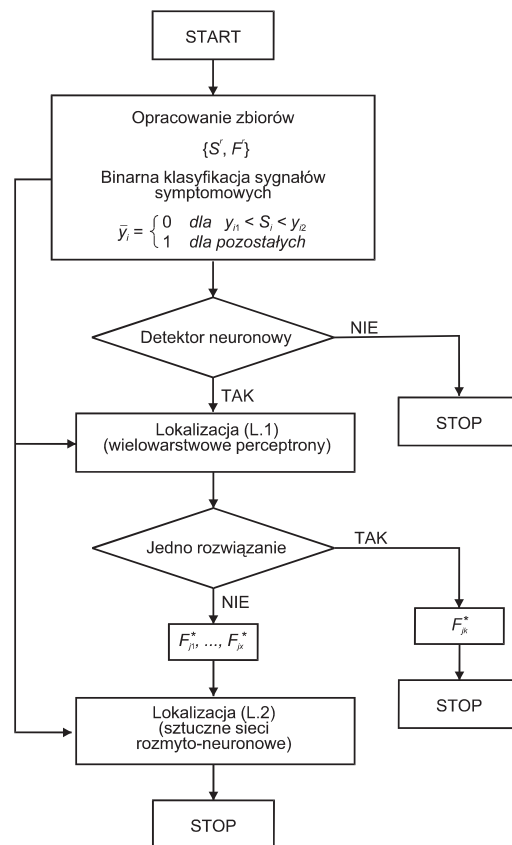 START
Opracowanie zbiorów
{Sʳ, Fʳ}
Binarna klasyfikacja sygnałów
symptomowych
ȳᵢ = { 0 dla yᵢ₁ < Sᵢ < yᵢ₂
1 dla pozostałych
Detektor neuronowy
NIE
TAK
STOP
Lokalizacja (L.1)
(wielowarstwowe perceptrony)
Jedno rozwiązanie
TAK
NIE
F*ⱼ₁, ..., F*ⱼₓ
F*ⱼₖ
Lokalizacja (L.2)
(sztuczne sieci
rozmyto-neuronowe)
STOP
STOP